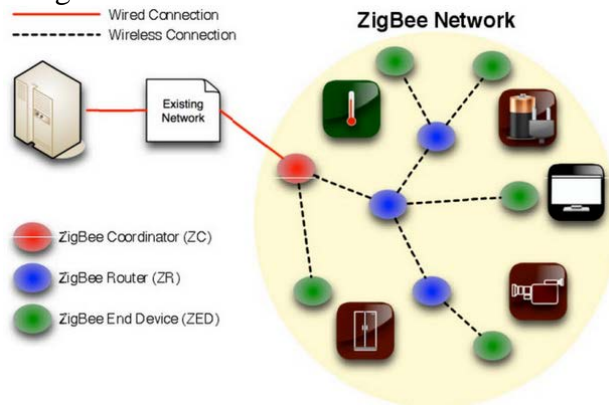 Wired Connection
Wireless Connection
ZigBee Network
Existing
Network
ZigBee Coordinator (ZC)
ZigBee Router (ZR)
ZigBee End Device (ZED)